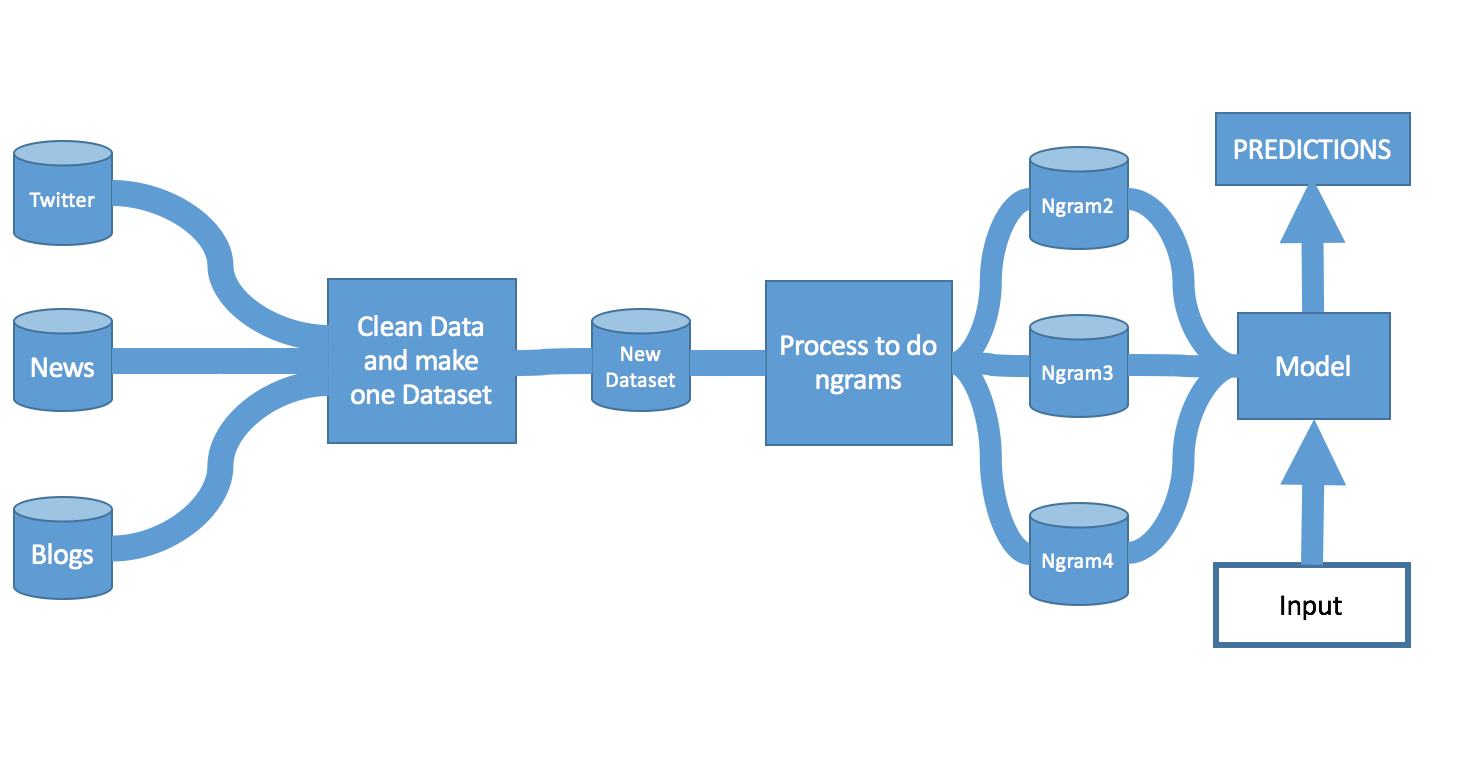 Twitter
News
Blogs
Clean Data
and make
one Dataset
New
Dataset
Process to do
ngrams
Ngram2
Ngram3
Ngram4
PREDICTIONS
Model
Input